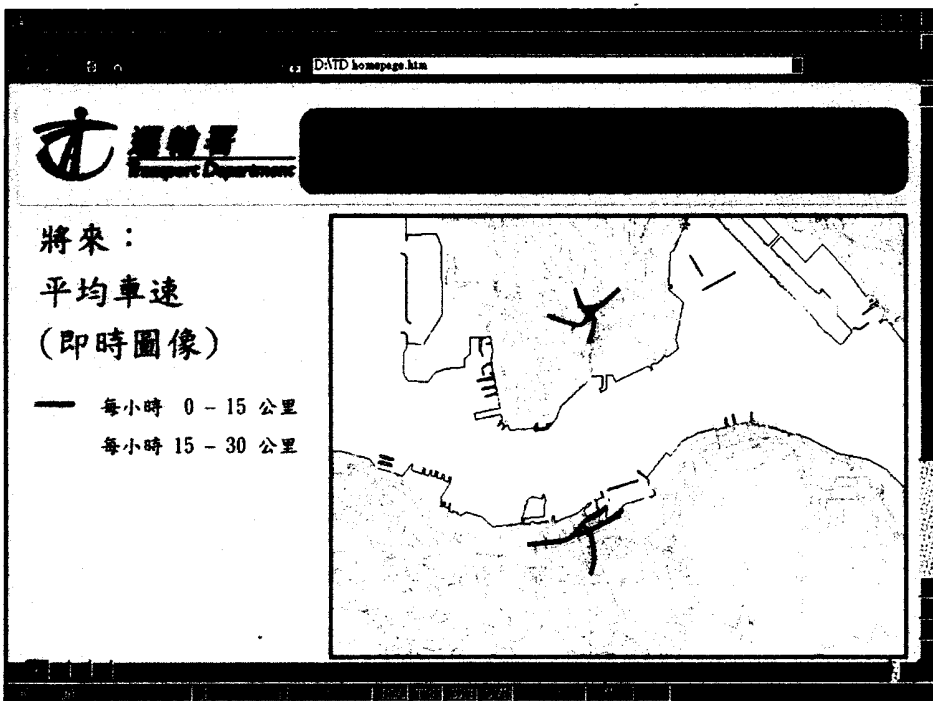 D:\TD homepage.htm
運輸署
Transport Department
將來：
平均車速
(即時圖像)
每小時 0 - 15 公里
每小時 15 - 30 公里